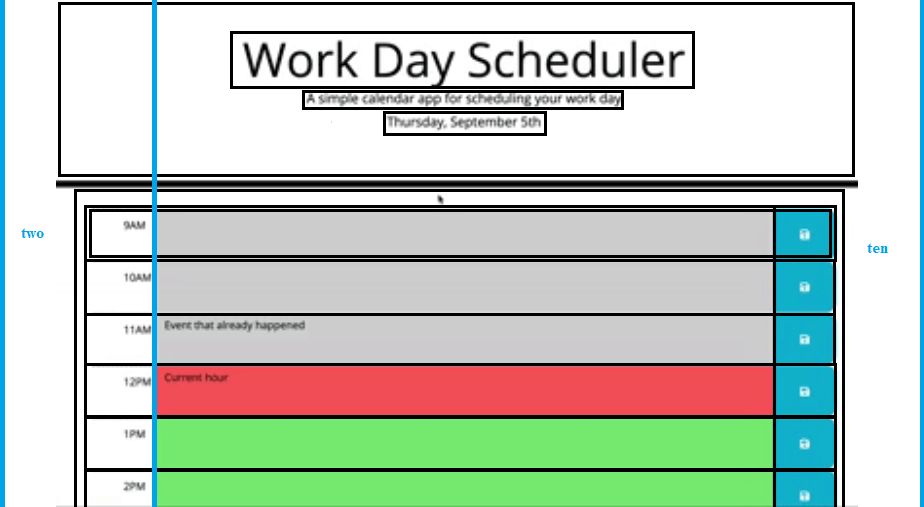 Work Day Scheduler
A simple calendar app for scheduling your work day
Thursday, September 5th
9AM
two
ten
10AM
11AM Event that already happened
12PM Current hour
1PM
2PM